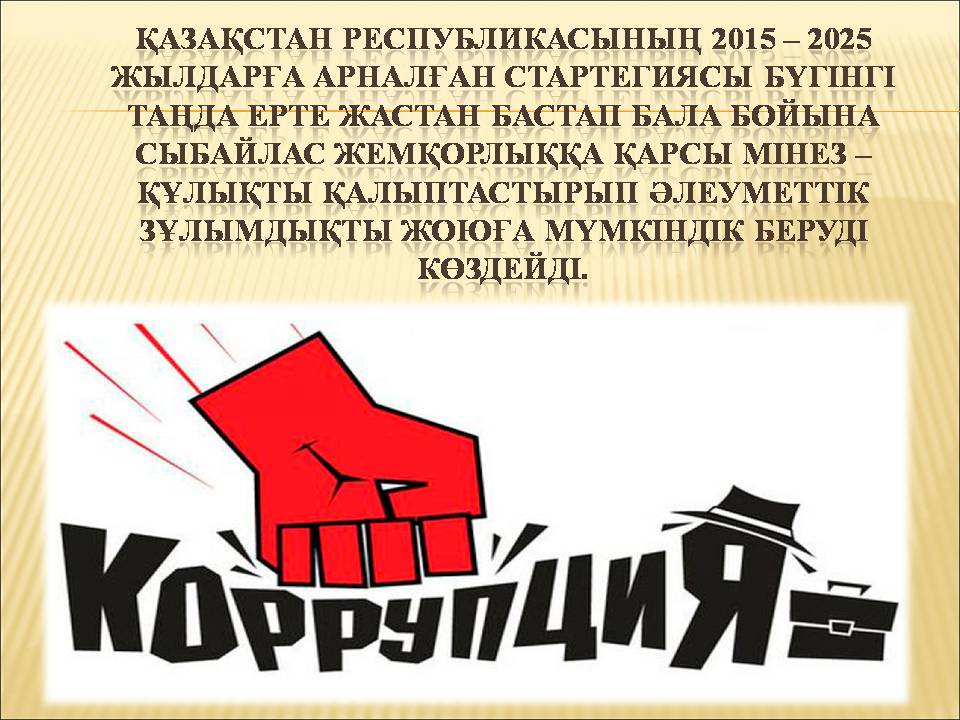 ҚАЗАҚСТАН РЕСПУБЛИКАСЫНЫҢ 2015 – 2025
ЖЫЛДАРҒА АРНАЛҒАН СТАРТЕГИЯСЫ БҮГІНГІ
ТАҢДА ЕРТЕ ЖАСТАН БАСТАП БАЛА БОЙЫНА
СЫБАЙЛАС ЖЕМҚОРЛЫҚҚА ҚАРСЫ МІНЕЗ –
ҚҰЛЫҚТЫ ҚАЛЫПТАСТЫРЫП ӘЛЕУМЕТТІК
ЗҰЛЫМДЫҚТЫ ЖОЮҒА МҮМКІНДІК БЕРУДІ
КӨЗДЕЙДІ.
КОРРУПЦИЯ